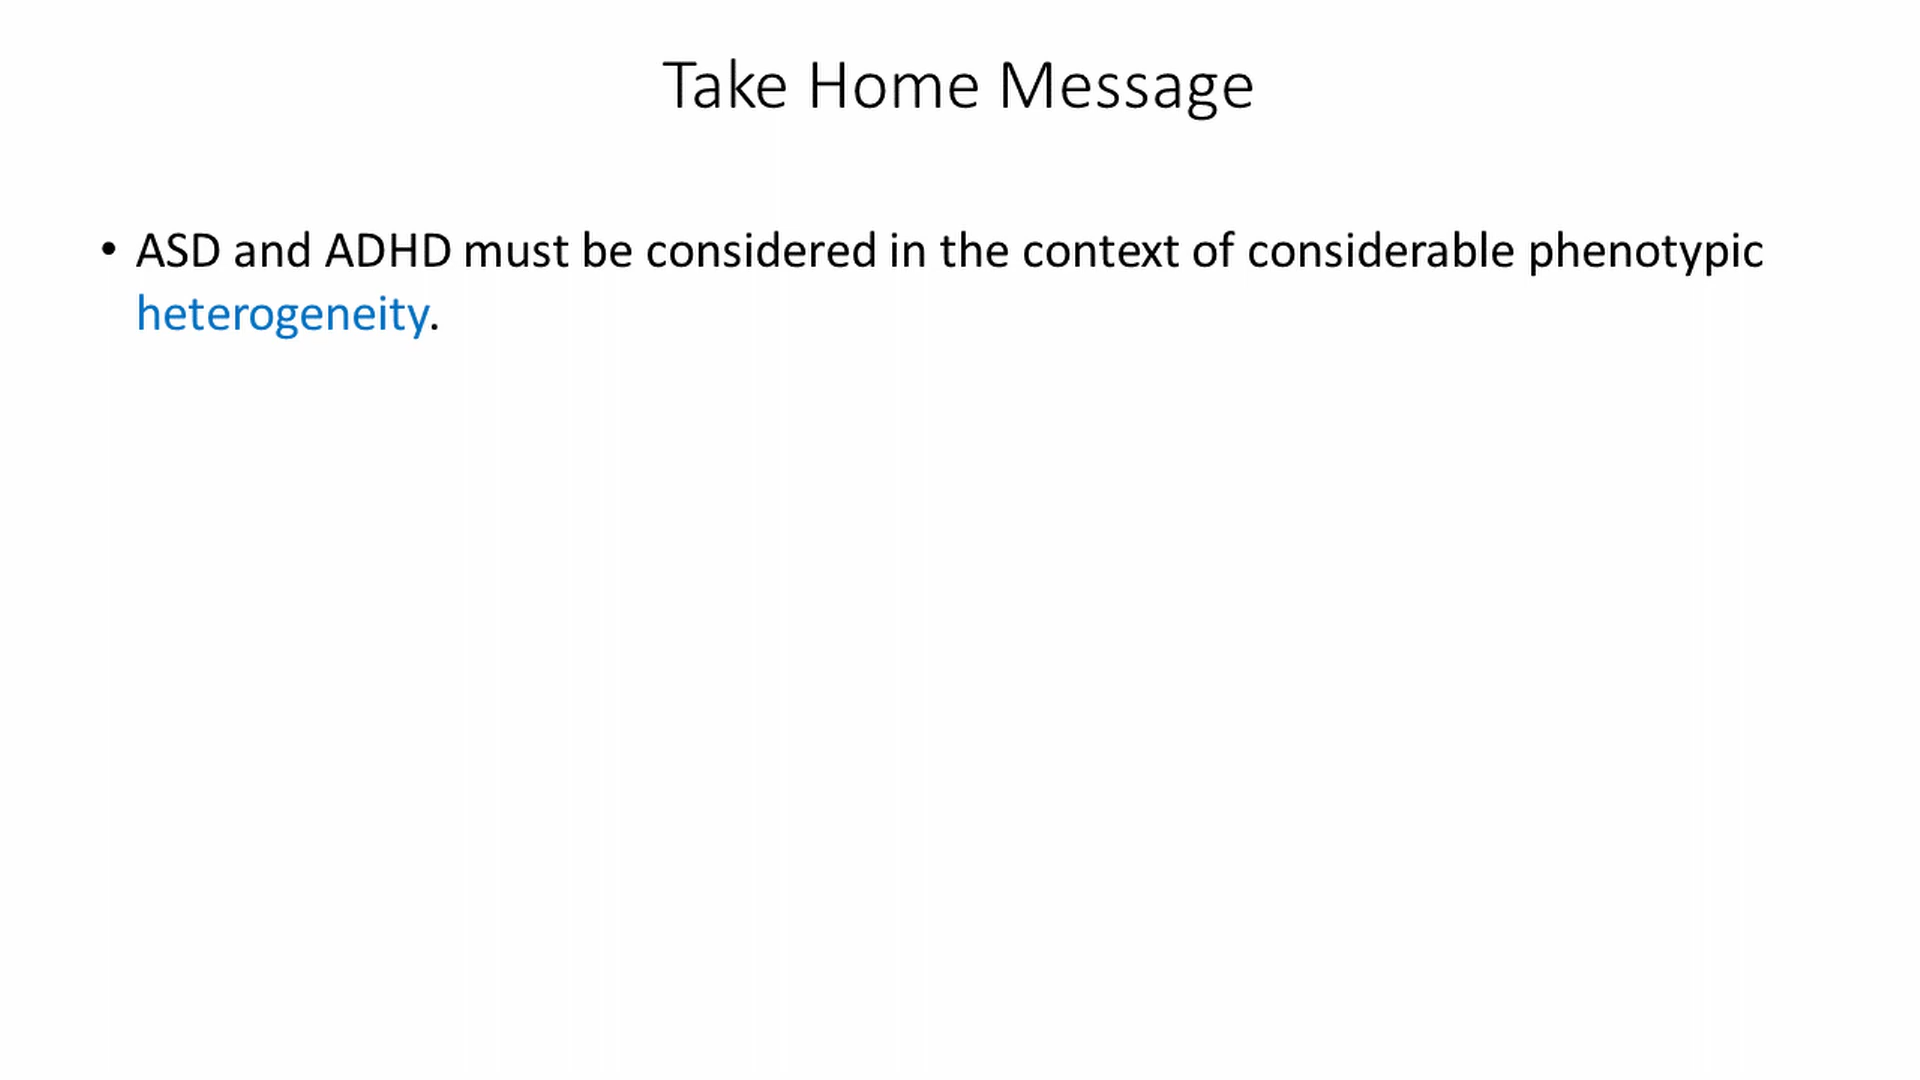 Take Home Message
• ASD and ADHD must be considered in the context of considerable phenotypic
heterogeneity.